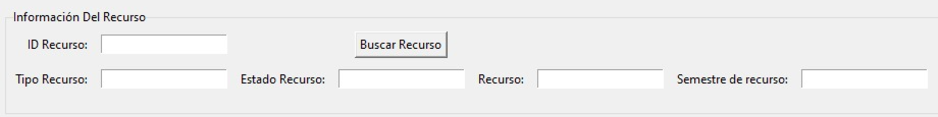 Información Del Recurso
ID Recurso: Buscar Recurso
Tipo Recurso: Estado Recurso: Recurso: Semestre de recurso: